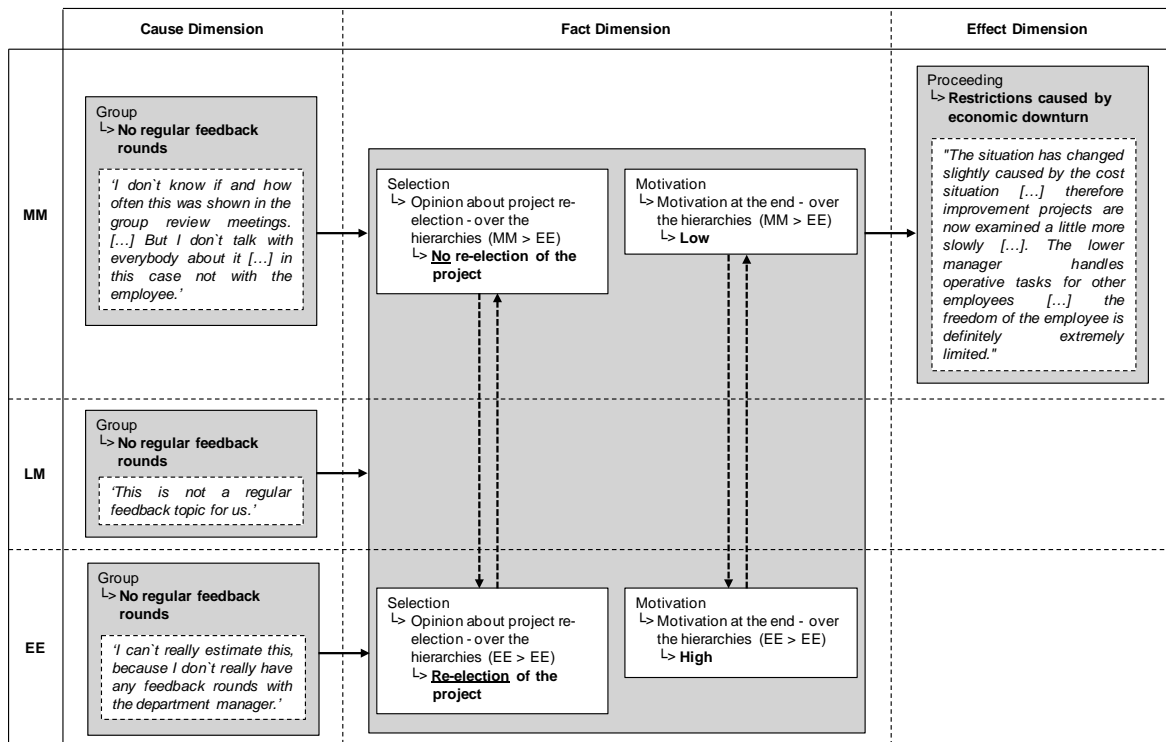 Cause Dimension
Fact Dimension
Effect Dimension
MM
Group
No regular feedback
rounds
‘I don`t know if and how
often this was shown in the
group review meetings.
[…] But I don`t talk with
everybody about it […] in
this case not with the
employee.’
Selection
Opinion about project re-
election - over the
hierarchies (MM > EE)
No re-election of the
project
Motivation
Motivation at the end - over
the hierarchies (MM > EE)
Low
Proceeding
Restrictions caused by
economic downturn
"The situation has changed
slightly caused by the cost
situation […] therefore
improvement projects are
now examined a little more
slowly […]. The lower
manager handles
operative tasks for other
employees […] the
freedom of the employee is
definitely extremely
limited."
LM
Group
No regular feedback
rounds
‘This is not a regular
feedback topic for us.’
EE
Group
No regular feedback
rounds
‘I can`t really estimate this,
because I don`t really have
any feedback rounds with
the department manager.’
Selection
Opinion about project re-
election - over the
hierarchies (EE > EE)
Re-election of the
project
Motivation
Motivation at the end - over
the hierarchies (EE > EE)
High